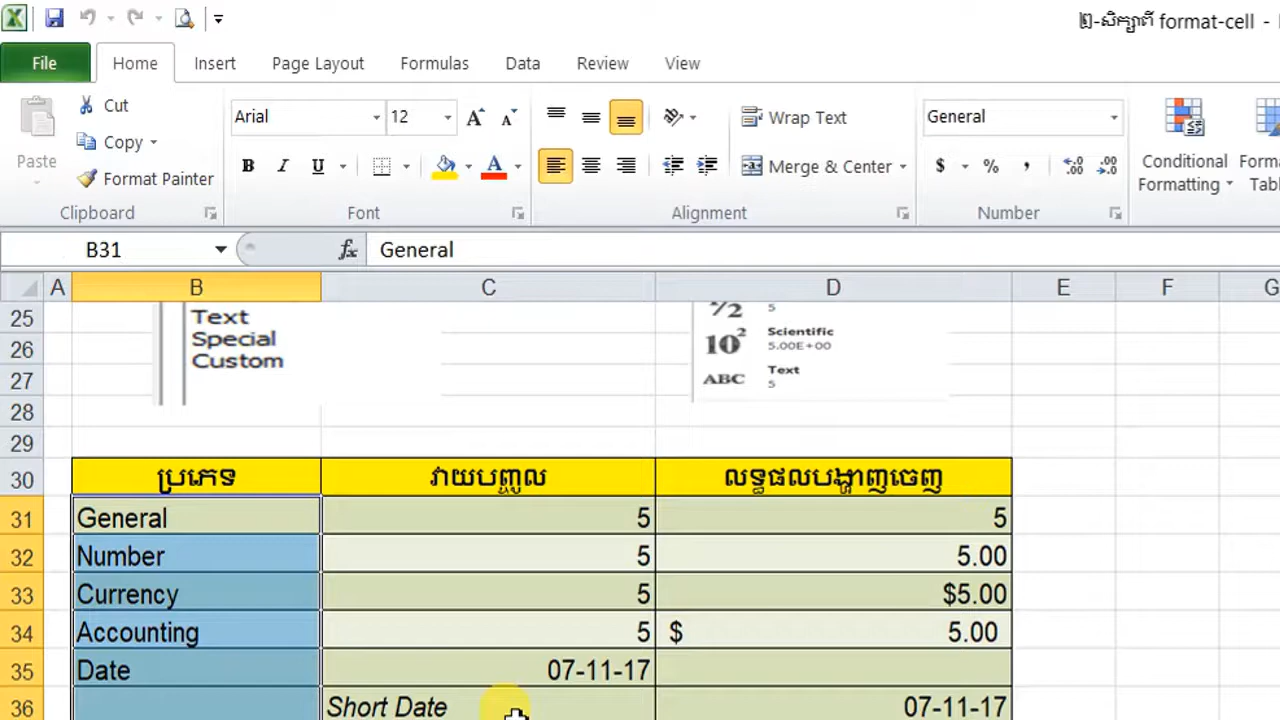 ២-សិក្សាពី format-cell -
File Home Insert Page Layout Formulas Data Review View
Cut
Copy
Format Painter
Paste
Clipboard
Arial 12
B I U
Font
Wrap Text
Merge & Center
Alignment
General
$ % ,
Number
Conditional Formatting
B31 fx General
A B C D E F G
25 Text 5
26 Special 10² Scientific 5.00E+00
27 Custom ABC Text 5
28
29
30 ប្រភេទ វាយបញ្ចូល លទ្ធផលបង្ហាញចេញ
31 General 5 5
32 Number 5 5.00
33 Currency 5 $5.00
34 Accounting 5 $ 5.00
35 Date 07-11-17
36 Short Date 07-11-17